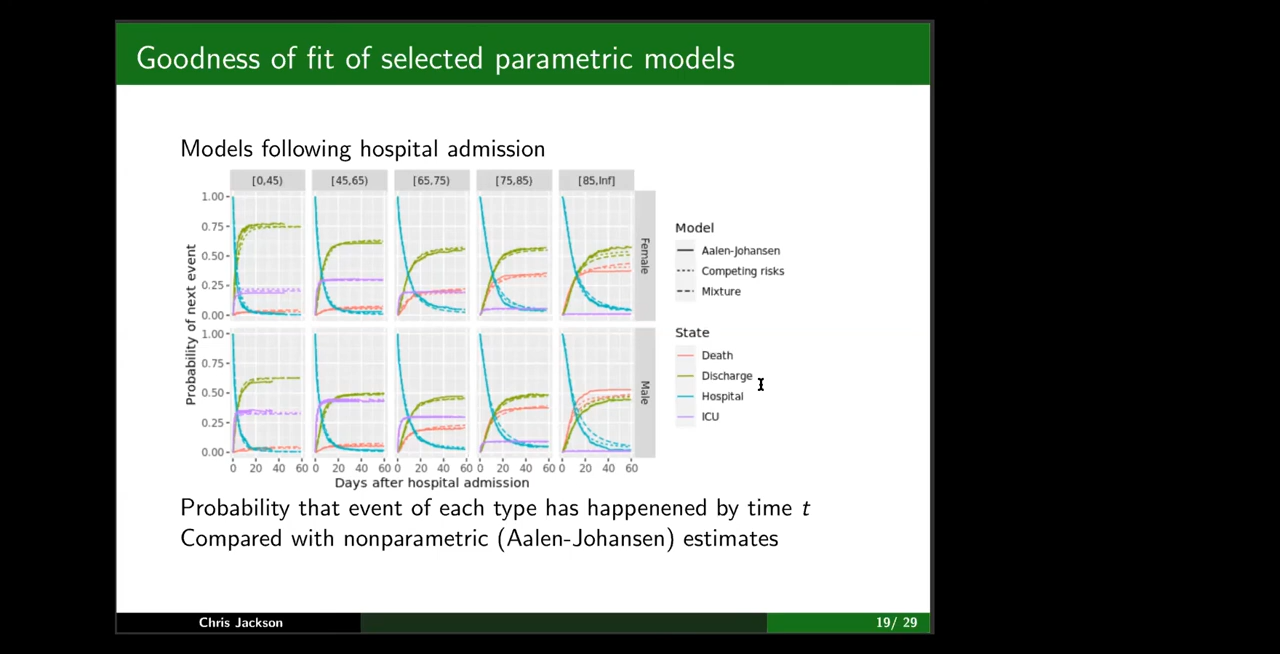 Goodness of fit of selected parametric models
Models following hospital admission
[0,45) [45,65) [65,75) [75,85) [85,Inf]
1.00
0.75
0.50
0.25
0.00
Female
1.00
0.75
0.50
0.25
0.00
Male
Probability of next event
0 20 40 60 0 20 40 60 0 20 40 60 0 20 40 60 0 20 40 60
Days after hospital admission
Model
Aalen-Johansen
Competing risks
Mixture
State
Death
Discharge
Hospital
ICU
Probability that event of each type has happenened by time t
Compared with nonparametric (Aalen-Johansen) estimates
Chris Jackson 19/ 29